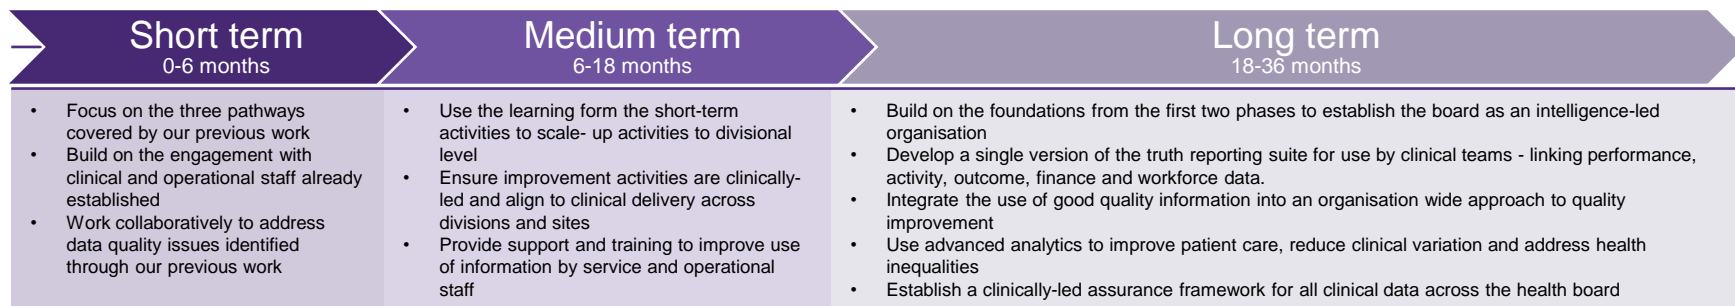 Short term
0-6 months
• Focus on the three pathways
covered by our previous work
• Build on the engagement with
clinical and operational staff already
established
• Work collaboratively to address
data quality issues identified
through our previous work
Medium term
6-18 months
• Use the learning form the short-term
activities to scale- up activities to divisional
level
• Ensure improvement activities are clinically-
led and align to clinical delivery across
divisions and sites
• Provide support and training to improve use
of information by service and operational
staff
Long term
18-36 months
• Build on the foundations from the first two phases to establish the board as an intelligence-led
organisation
• Develop a single version of the truth reporting suite for use by clinical teams - linking performance,
activity, outcome, finance and workforce data.
• Integrate the use of good quality information into an organisation wide approach to quality
improvement
• Use advanced analytics to improve patient care, reduce clinical variation and address health
inequalities
• Establish a clinically-led assurance framework for all clinical data across the health board